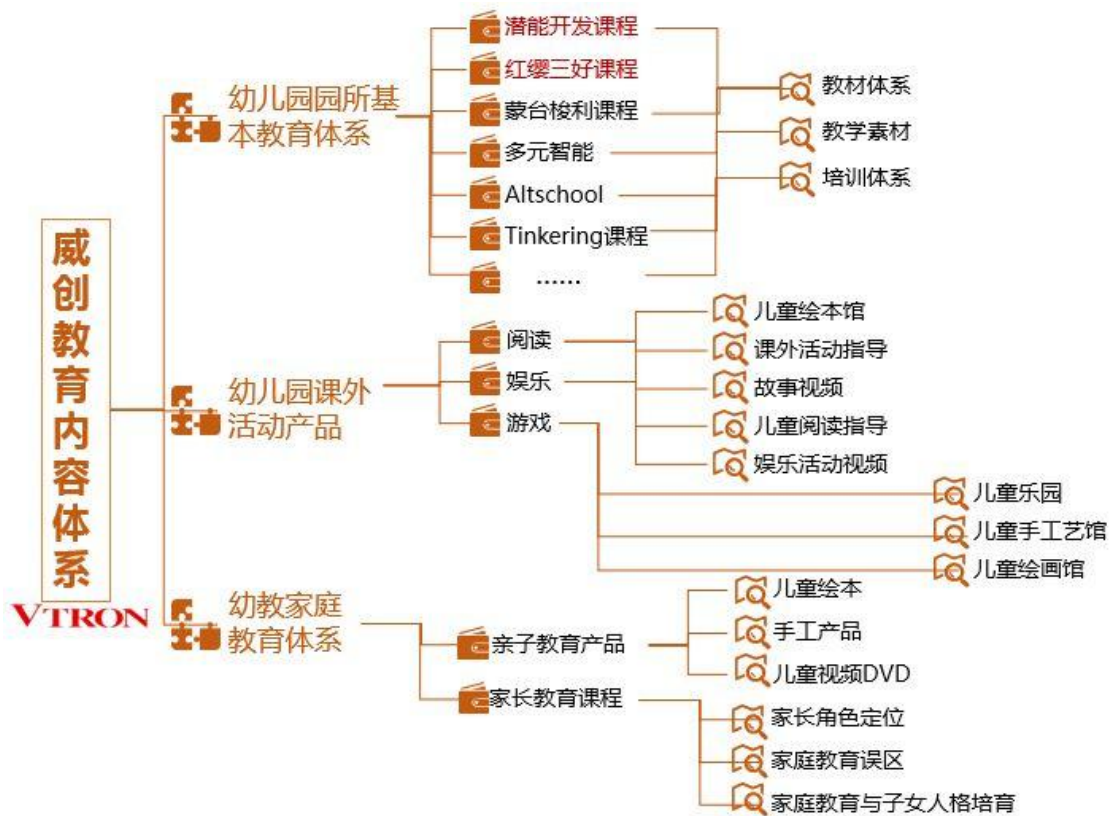 威创教育内容体系
VTRON
幼儿园园所基
本教育体系
潜能开发课程
红缨三好课程
蒙台梭利课程
多元智能
Altschool
Tinkering课程
......
教材体系
教学素材
培训体系
幼儿园课外
活动产品
阅读
娱乐
游戏
儿童绘本馆
课外活动指导
故事视频
儿童阅读指导
娱乐活动视频
儿童乐园
儿童手工艺馆
儿童绘画馆
幼教家庭
教育体系
亲子教育产品
家长教育课程
儿童绘本
手工产品
儿童视频DVD
家长角色定位
家庭教育误区
家庭教育与子女人格培育